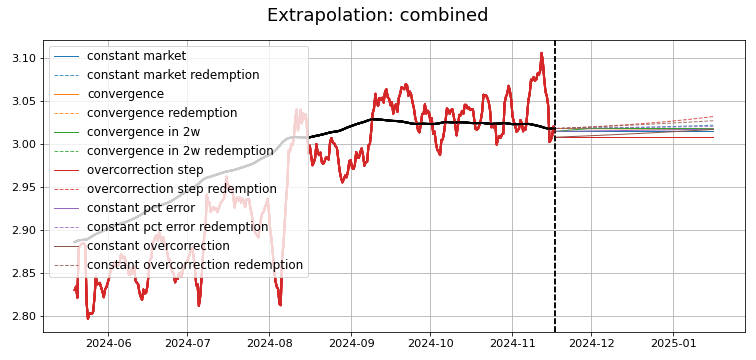 Extrapolation: combined
3.10
3.05
3.00
2.95
2.90
2.85
2.80
constant market
constant market redemption
convergence
convergence redemption
convergence in 2w
convergence in 2w redemption
overcorrection step
overcorrection step redemption
constant pct error
constant pct error redemption
constant overcorrection
constant overcorrection redemption
2024-06 2024-07 2024-08 2024-09 2024-10 2024-11 2024-12 2025-01